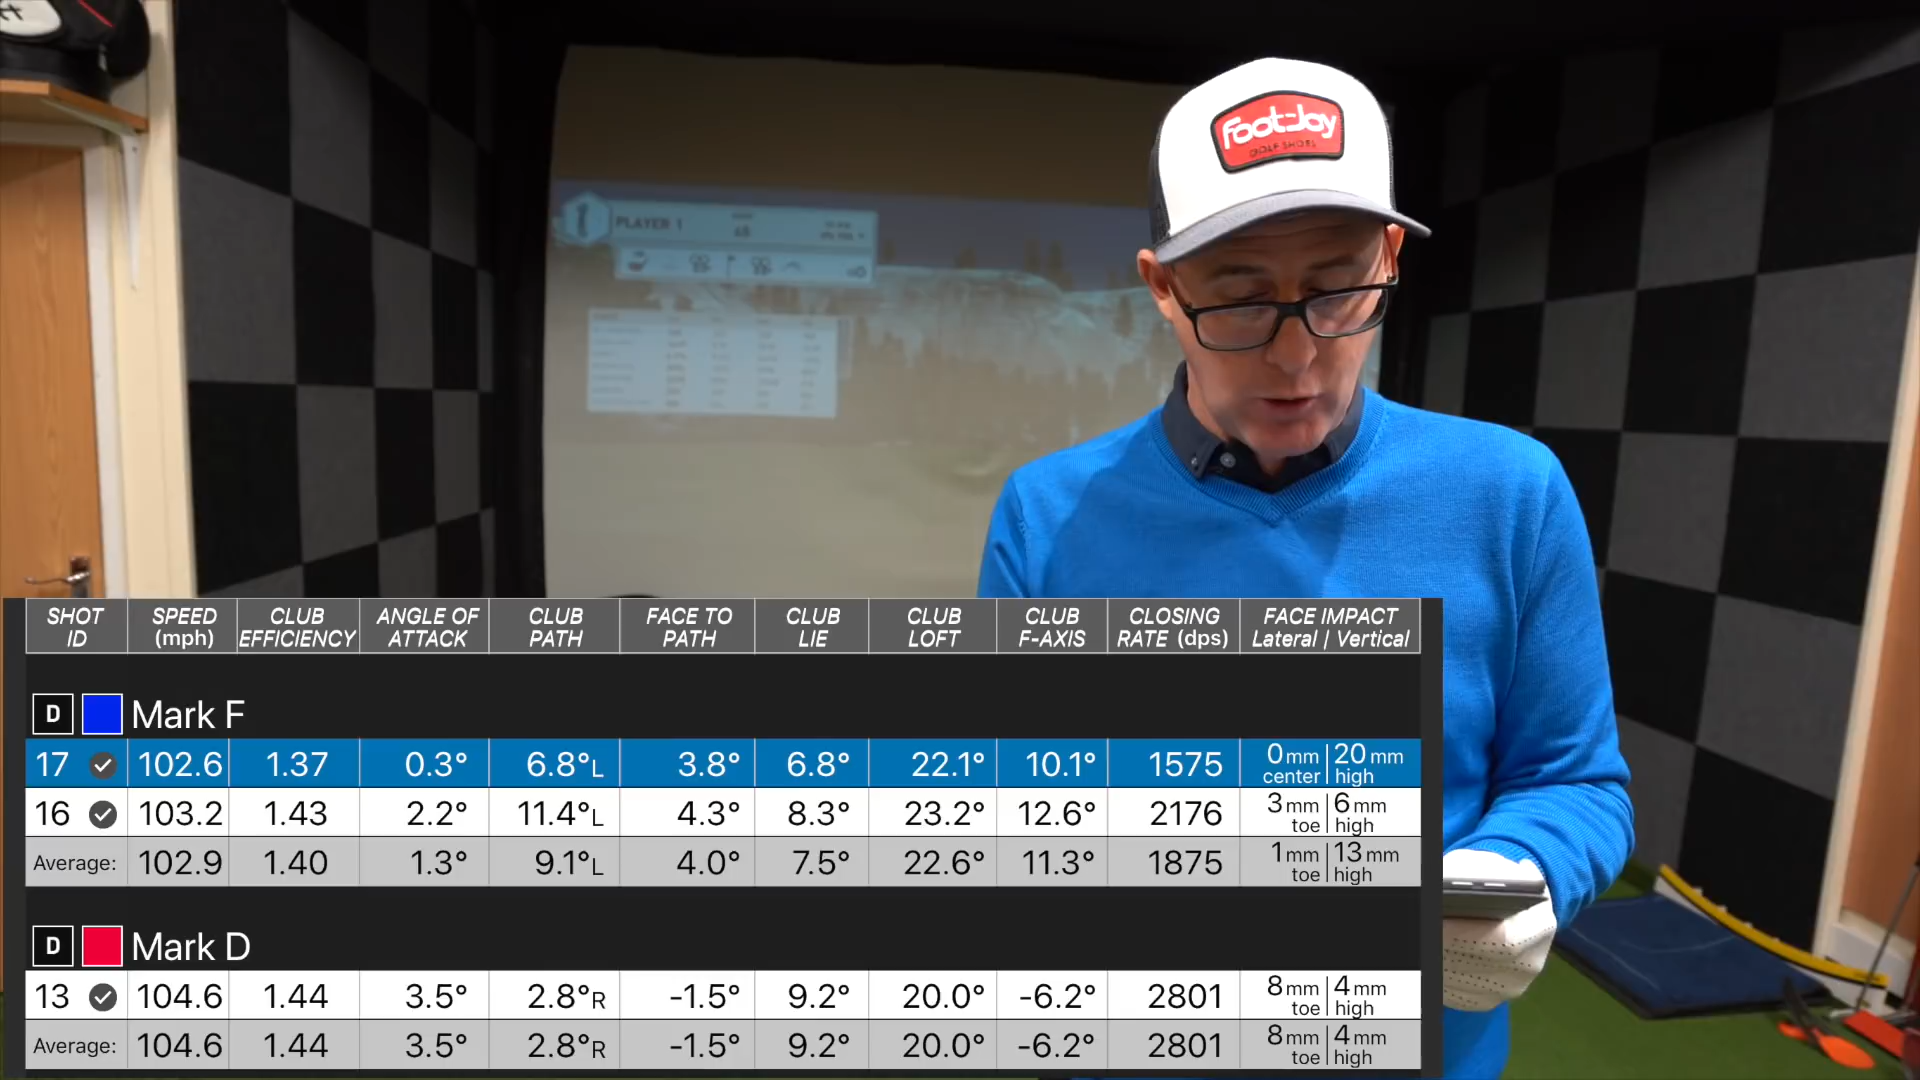 FootJoy
GOLF SHOES
PLAYER 1
SHOT ID SPEED (mph) CLUB EFFICIENCY ANGLE OF ATTACK CLUB PATH FACE TO PATH CLUB LIE CLUB LOFT CLUB F-AXIS CLOSING RATE (dps) FACE IMPACT Lateral | Vertical
D Mark F
17 102.6 1.37 0.3° 6.8°L 3.8° 6.8° 22.1° 10.1° 1575 0mm center | 20mm high
16 103.2 1.43 2.2° 11.4°L 4.3° 8.3° 23.2° 12.6° 2176 3mm toe | 6mm high
Average: 102.9 1.40 1.3° 9.1°L 4.0° 7.5° 22.6° 11.3° 1875 1mm toe | 13mm high
D Mark D
13 104.6 1.44 3.5° 2.8°R -1.5° 9.2° 20.0° -6.2° 2801 8mm toe | 4mm high
Average: 104.6 1.44 3.5° 2.8°R -1.5° 9.2° 20.0° -6.2° 2801 8mm toe | 4mm high